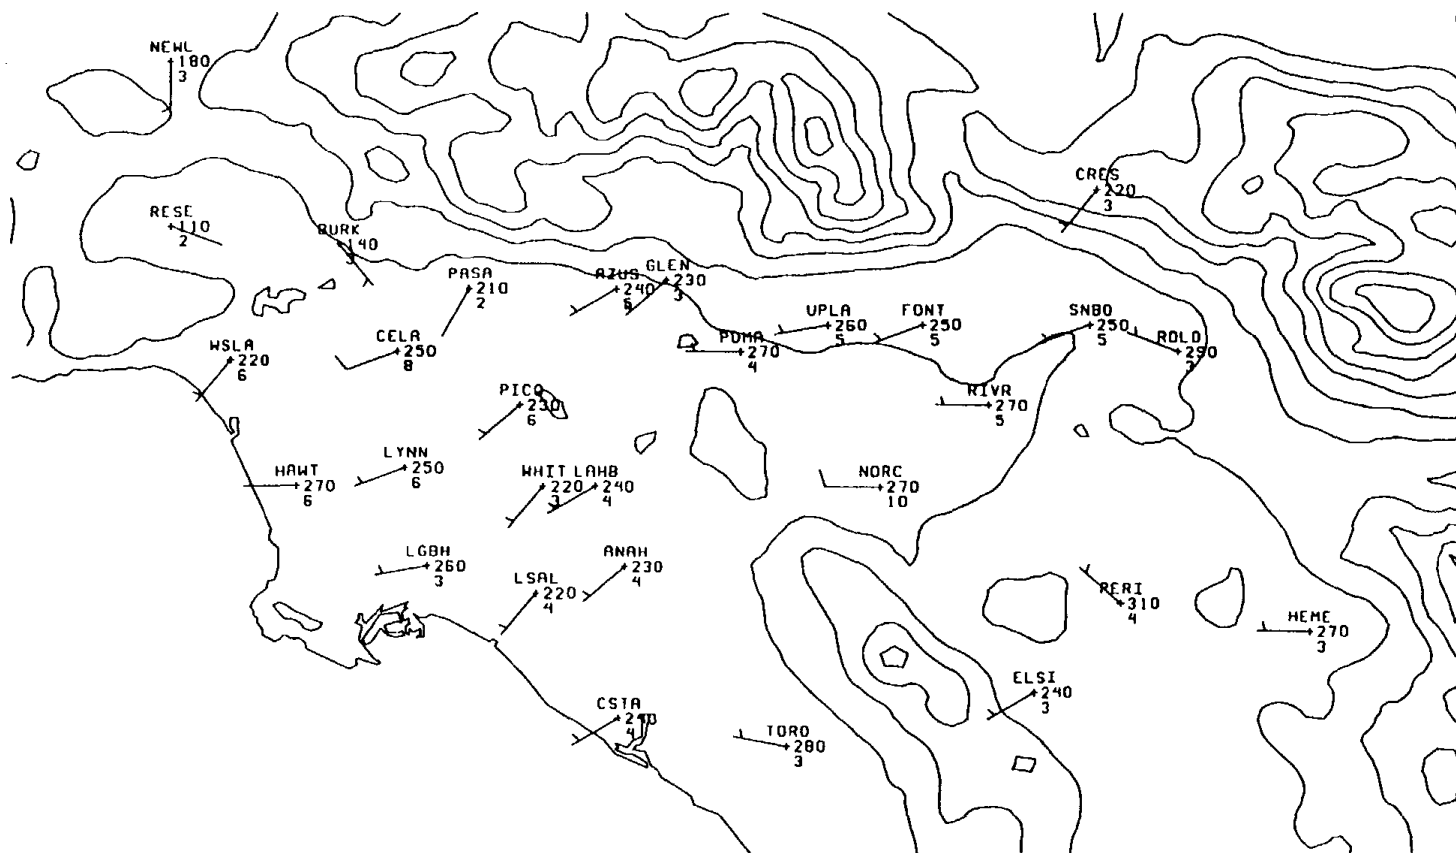 NEWL
180
3
CRES
220
3
RESE
110
2
BURK
140
3
PASA
210
2
AZUS
240
6
GLEN
230
3
UPLA
260
5
FONT
250
5
SNBO
250
5
POMA
270
4
WSLA
220
6
CELA
250
8
PICO
230
6
RIVR
270
5
LYNN
250
6
HAWT
270
6
WHIT
220
3
LAHB
240
4
NORC
270
10
LGBH
260
3
LSAL
220
4
ANAH
230
4
PERI
310
4
HEME
270
3
ELSI
240
3
CSTA
240
4
TORO
280
3